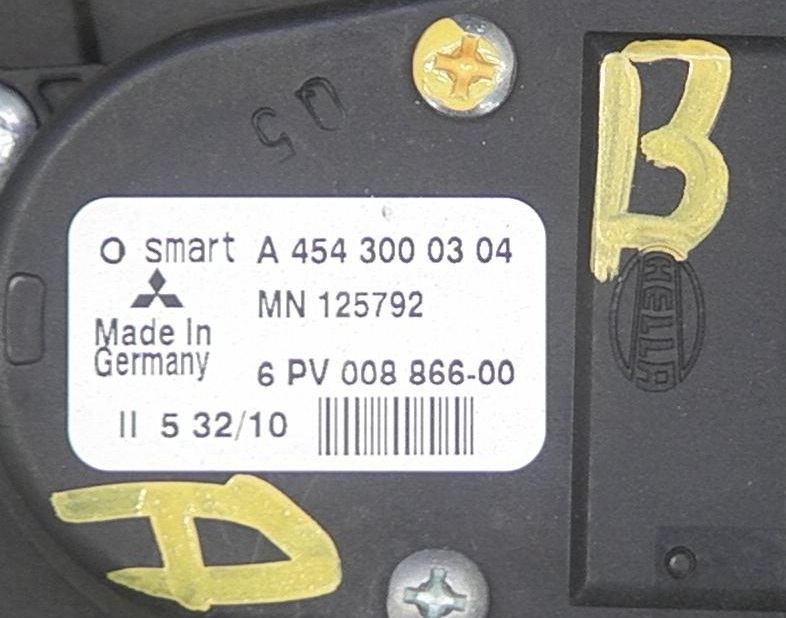 Q5
B
smart A 454 300 03 04
MN 125792
Made In
Germany
6 PV 008 866-00
II 5 32/10
HELLA
D